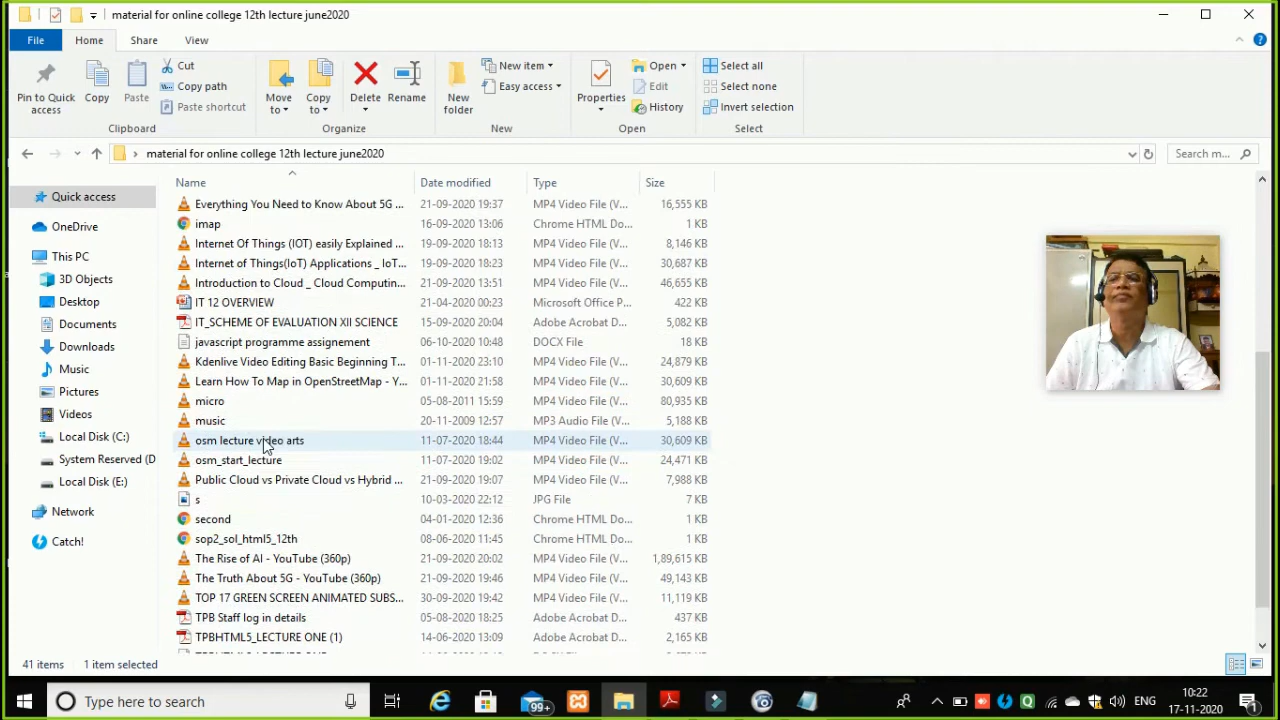 material for online college 12th lecture june2020
File Home Share View
Pin to Quick access
Copy
Paste
Cut
Copy path
Paste shortcut
Clipboard
Move to
Copy to
Delete
Rename
Organize
New folder
New item
Easy access
New
Properties
Open
Edit
History
Open
Select all
Select none
Invert selection
Select
material for online college 12th lecture june2020 Search m...
Quick access
OneDrive
This PC
3D Objects
Desktop
Documents
Downloads
Music
Pictures
Videos
Local Disk (C:)
System Reserved (D
Local Disk (E:)
Network
Catch!
Name Date modified Type Size
Everything You Need to Know About 5G ... 21-09-2020 19:37 MP4 Video File (V... 16,555 KB
imap 16-09-2020 13:06 Chrome HTML Do... 1 KB
Internet Of Things (IOT) easily Explained ... 19-09-2020 18:13 MP4 Video File (V... 8,146 KB
Internet of Things(IoT) Applications _ IoT... 19-09-2020 18:23 MP4 Video File (V... 30,687 KB
Introduction to Cloud _ Cloud Computin... 21-09-2020 13:51 MP4 Video File (V... 46,655 KB
IT 12 OVERVIEW 21-04-2020 00:23 Microsoft Office P... 422 KB
IT_SCHEME OF EVALUATION XII SCIENCE 15-09-2020 20:04 Adobe Acrobat D... 5,082 KB
javascript programme assignement 06-10-2020 10:48 DOCX File 18 KB
Kdenlive Video Editing Basic Beginning T... 01-11-2020 23:10 MP4 Video File (V... 24,879 KB
Learn How To Map in OpenStreetMap - Y... 01-11-2020 21:58 MP4 Video File (V... 30,609 KB
micro 05-08-2011 15:59 MP4 Video File (V... 80,935 KB
music 20-11-2009 12:57 MP3 Audio File (V... 5,188 KB
osm lecture video arts 11-07-2020 18:44 MP4 Video File (V... 30,609 KB
osm_start_lecture 11-07-2020 19:02 MP4 Video File (V... 24,471 KB
Public Cloud vs Private Cloud vs Hybrid ... 21-09-2020 19:07 MP4 Video File (V... 7,988 KB
s 10-03-2020 22:12 JPG File 7 KB
second 04-01-2020 12:36 Chrome HTML Do... 1 KB
sop2_sol_html5_12th 08-06-2020 11:45 Chrome HTML Do... 1 KB
The Rise of AI - YouTube (360p) 21-09-2020 20:02 MP4 Video File (V... 1,89,615 KB
The Truth About 5G - YouTube (360p) 21-09-2020 19:46 MP4 Video File (V... 49,143 KB
TOP 17 GREEN SCREEN ANIMATED SUBS... 30-09-2020 19:42 MP4 Video File (V... 11,119 KB
TPB Staff log in details 05-08-2020 18:25 Adobe Acrobat D... 437 KB
TPBHTML5_LECTURE ONE (1) 14-06-2020 13:09 Adobe Acrobat D... 2,165 KB
41 items 1 item selected
Type here to search 99+ ENG 10:22
17-11-2020 1